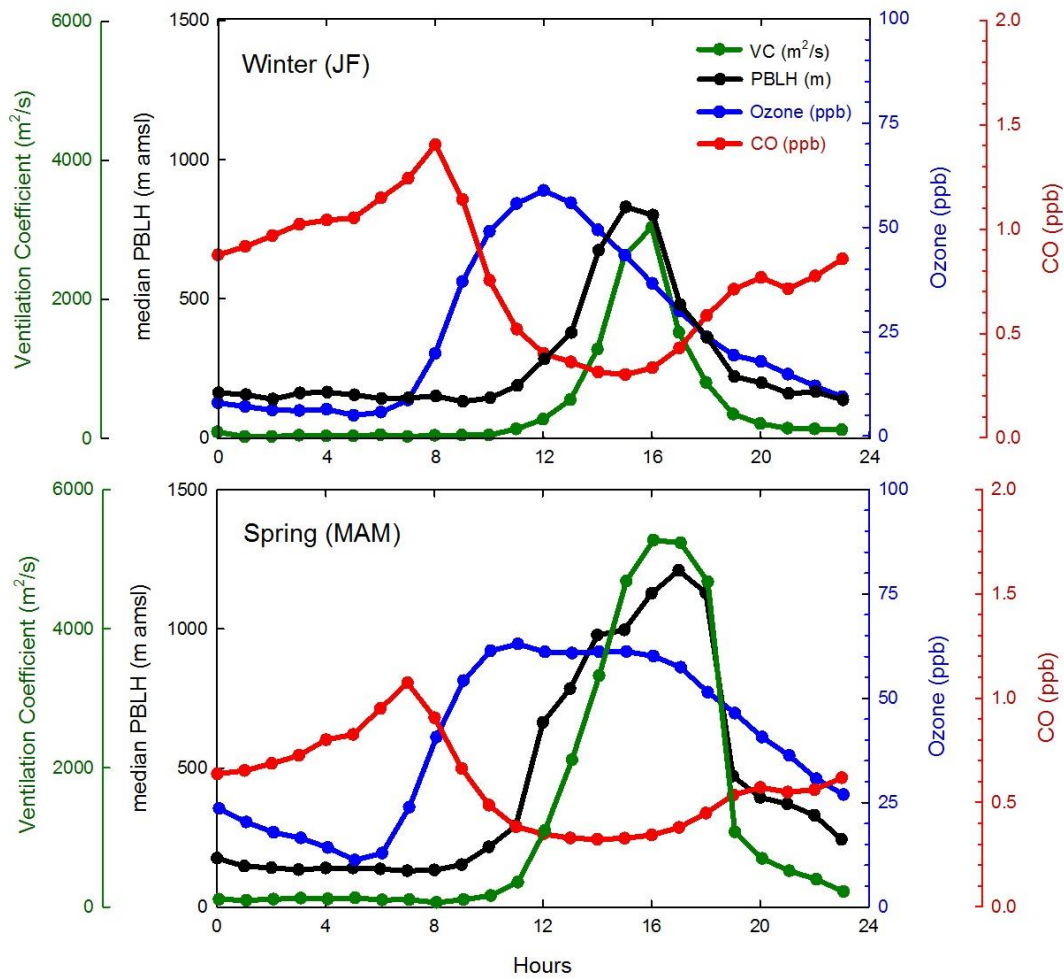 Winter (JF)
VC (m²/s)
PBLH (m)
Ozone (ppb)
CO (ppb)
Ventilation Coefficient (m²/s)
6000
4000
2000
0
median PBLH (m amsl)
1500
1000
500
0
Ozone (ppb)
100
75
50
25
0
CO (ppb)
2.0
1.5
1.0
0.5
0.0
0 4 8 12 16 20 24
Spring (MAM)
Ventilation Coefficient (m²/s)
6000
4000
2000
0
median PBLH (m amsl)
1500
1000
500
0
Ozone (ppb)
100
75
50
25
0
CO (ppb)
2.0
1.5
1.0
0.5
0.0
0 4 8 12 16 20 24
Hours